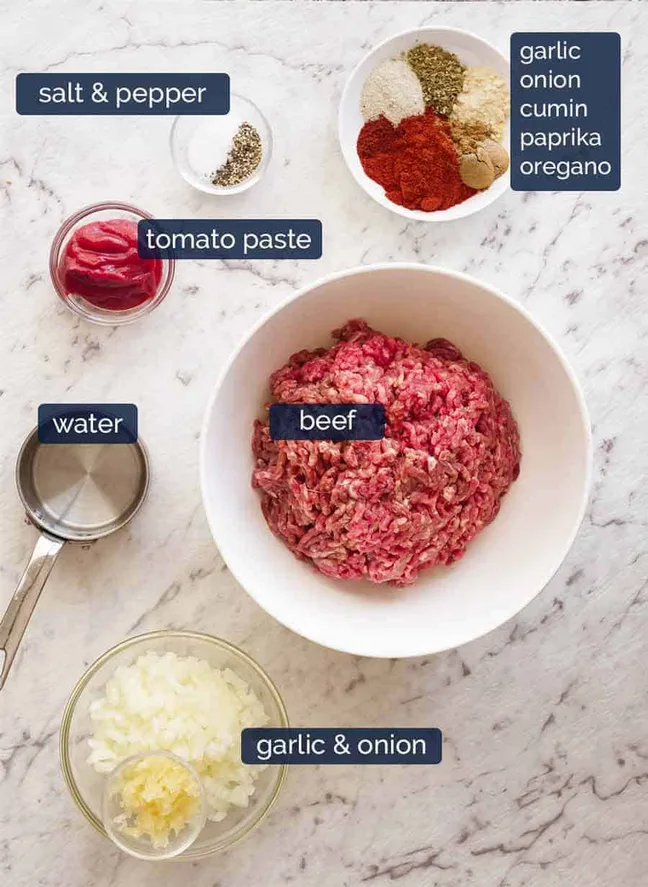 salt & pepper
garlic
onion
cumin
paprika
oregano
tomato paste
beef
water
garlic & onion